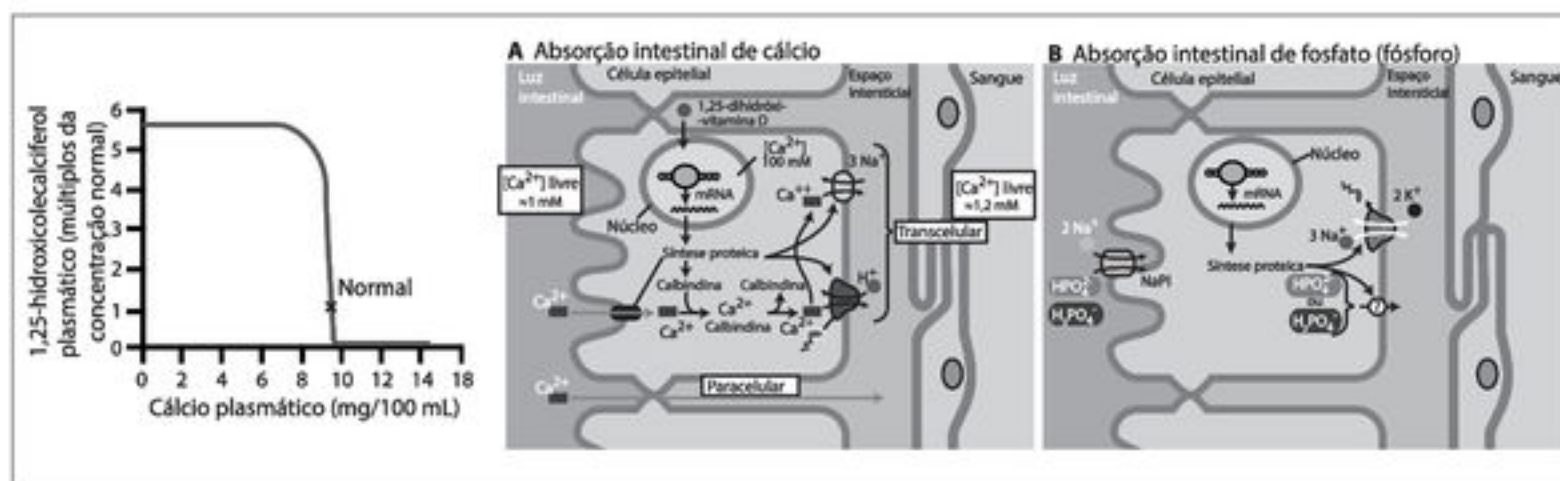 1,25-hidroxicolecalciferol
plasmático (múltiplos da
concentração normal)
6
5
4
3
2
1
0
Normal
0 2 4 6 8 10 12 14 16 18
Cálcio plasmático (mg/100 mL)
A Absorção intestinal de cálcio
Luz
intestinal
Célula epitelial
Espaço
Intersticial
Sangue
1,25-dihidróxi-
-vitamina D
[Ca²⁺]
100 mM
3 Na⁺
[Ca²⁺] livre
≈1 mM
mRNA
Ca⁺⁺
[Ca²⁺] livre
≈1,2 mM
Núcleo
Transcelular
Síntese proteica
H⁺
Calbindina
Calbindina
Ca²⁺
Ca²⁺
Ca²⁺
Calbindina
Ca²⁺
Ca²⁺
Paracelular
B Absorção intestinal de fosfato (fósforo)
Luz
intestinal
Célula epitelial
Espaço
Intersticial
Sangue
Núcleo
mRNA
2 K⁺
2 Na⁺
3 Na⁺
Síntese proteica
NaPI
HPO₄²⁻
H₂PO₄⁻
HPO₄²⁻
ou
H₂PO₄⁻
?